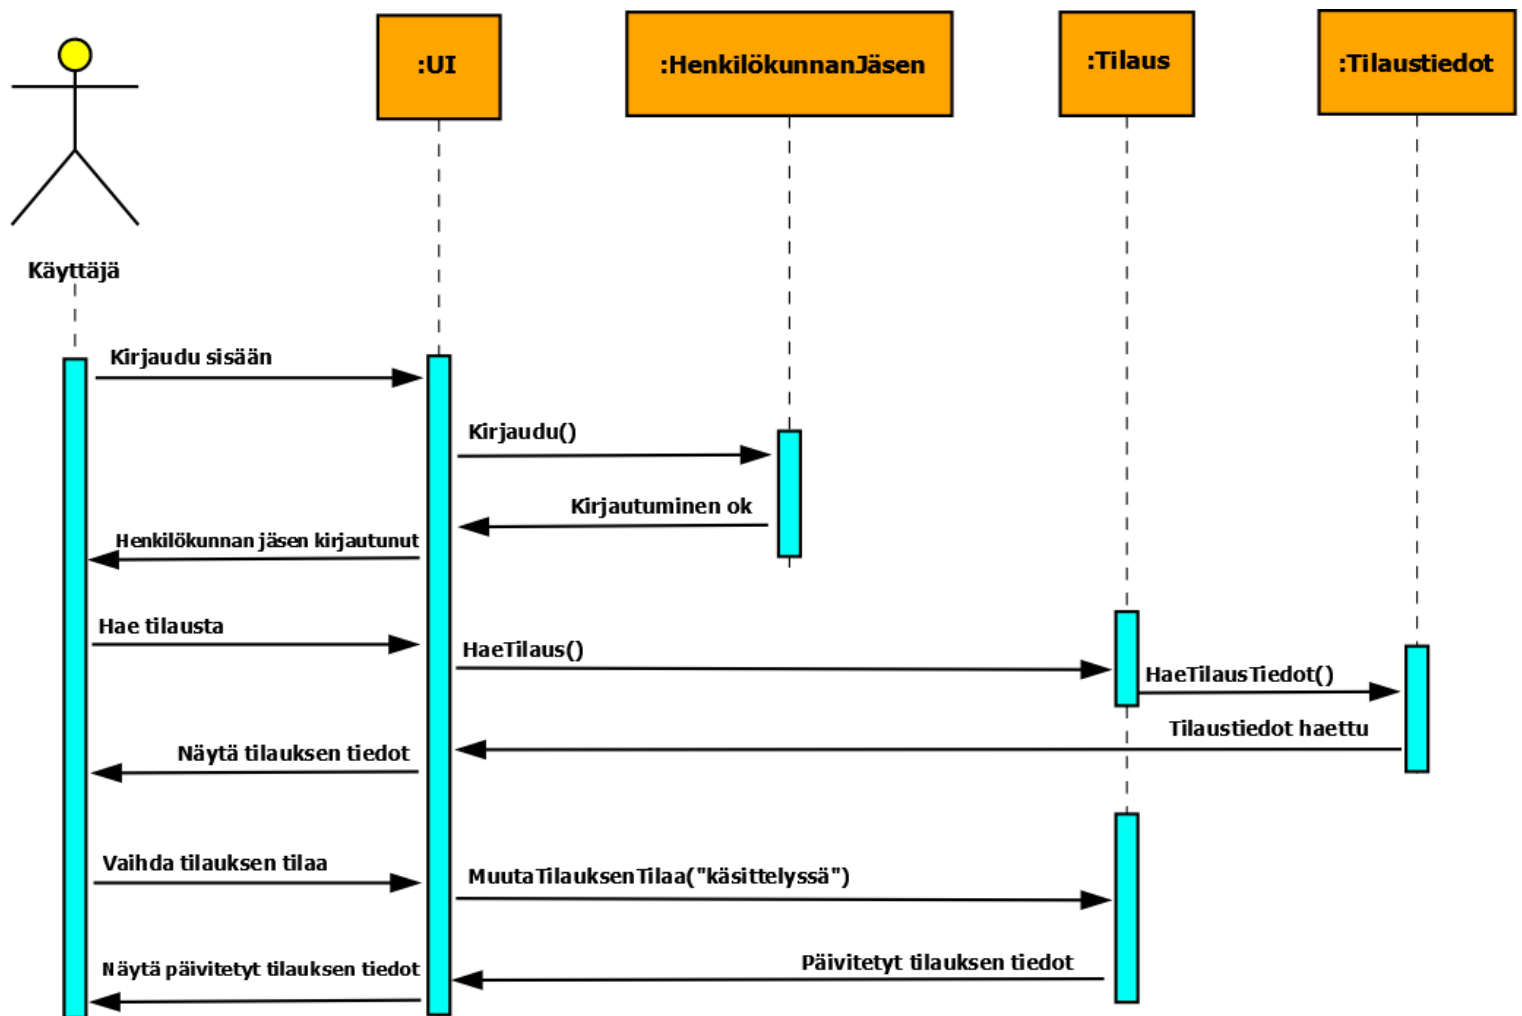 :UI
:HenkilökunnanJäsen
:Tilaus
:Tilaustiedot
Käyttäjä
Kirjaudu sisään
Kirjaudu()
Kirjautuminen ok
Henkilökunnan jäsen kirjautunut
Hae tilausta
HaeTilaus()
HaeTilausTiedot()
Tilaustiedot haettu
Näytä tilauksen tiedot
Vaihda tilauksen tilaa
MuutaTilauksenTilaa("käsittelyssä")
Päivitetyt tilauksen tiedot
Näytä päivitetyt tilauksen tiedot